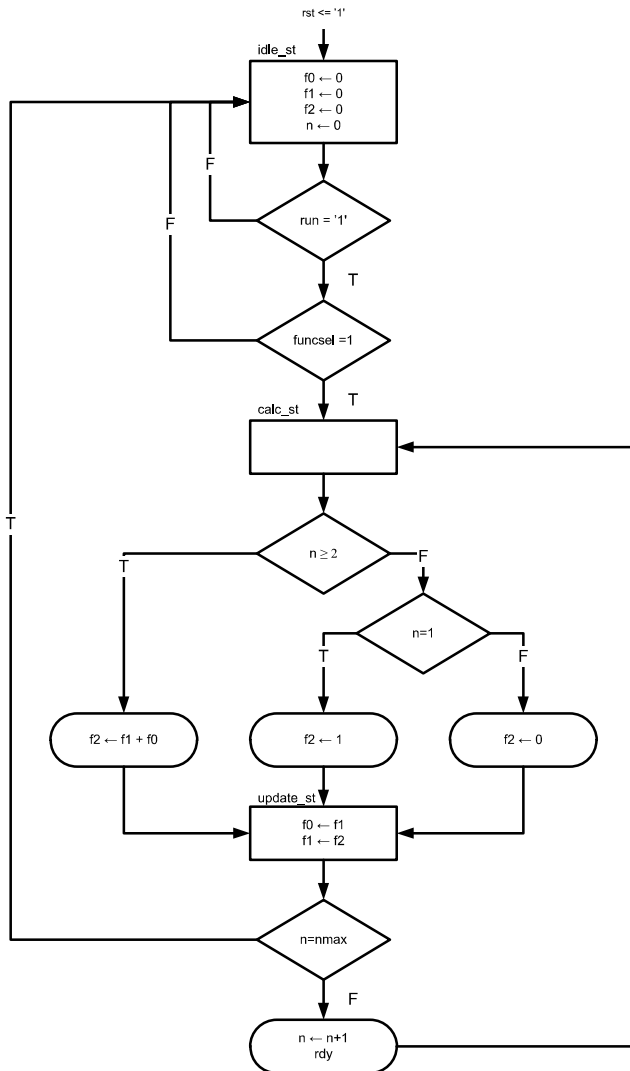 rst <= '1'
idle_st
f0 ← 0
f1 ← 0
f2 ← 0
n ← 0
F
run = '1'
F
T
funcsel =1
T
calc_st
T
n ≥ 2
T
F
n=1
T
F
f2 ← f1 + f0
f2 ← 1
f2 ← 0
update_st
f0 ← f1
f1 ← f2
n=nmax
F
n ← n+1
rdy